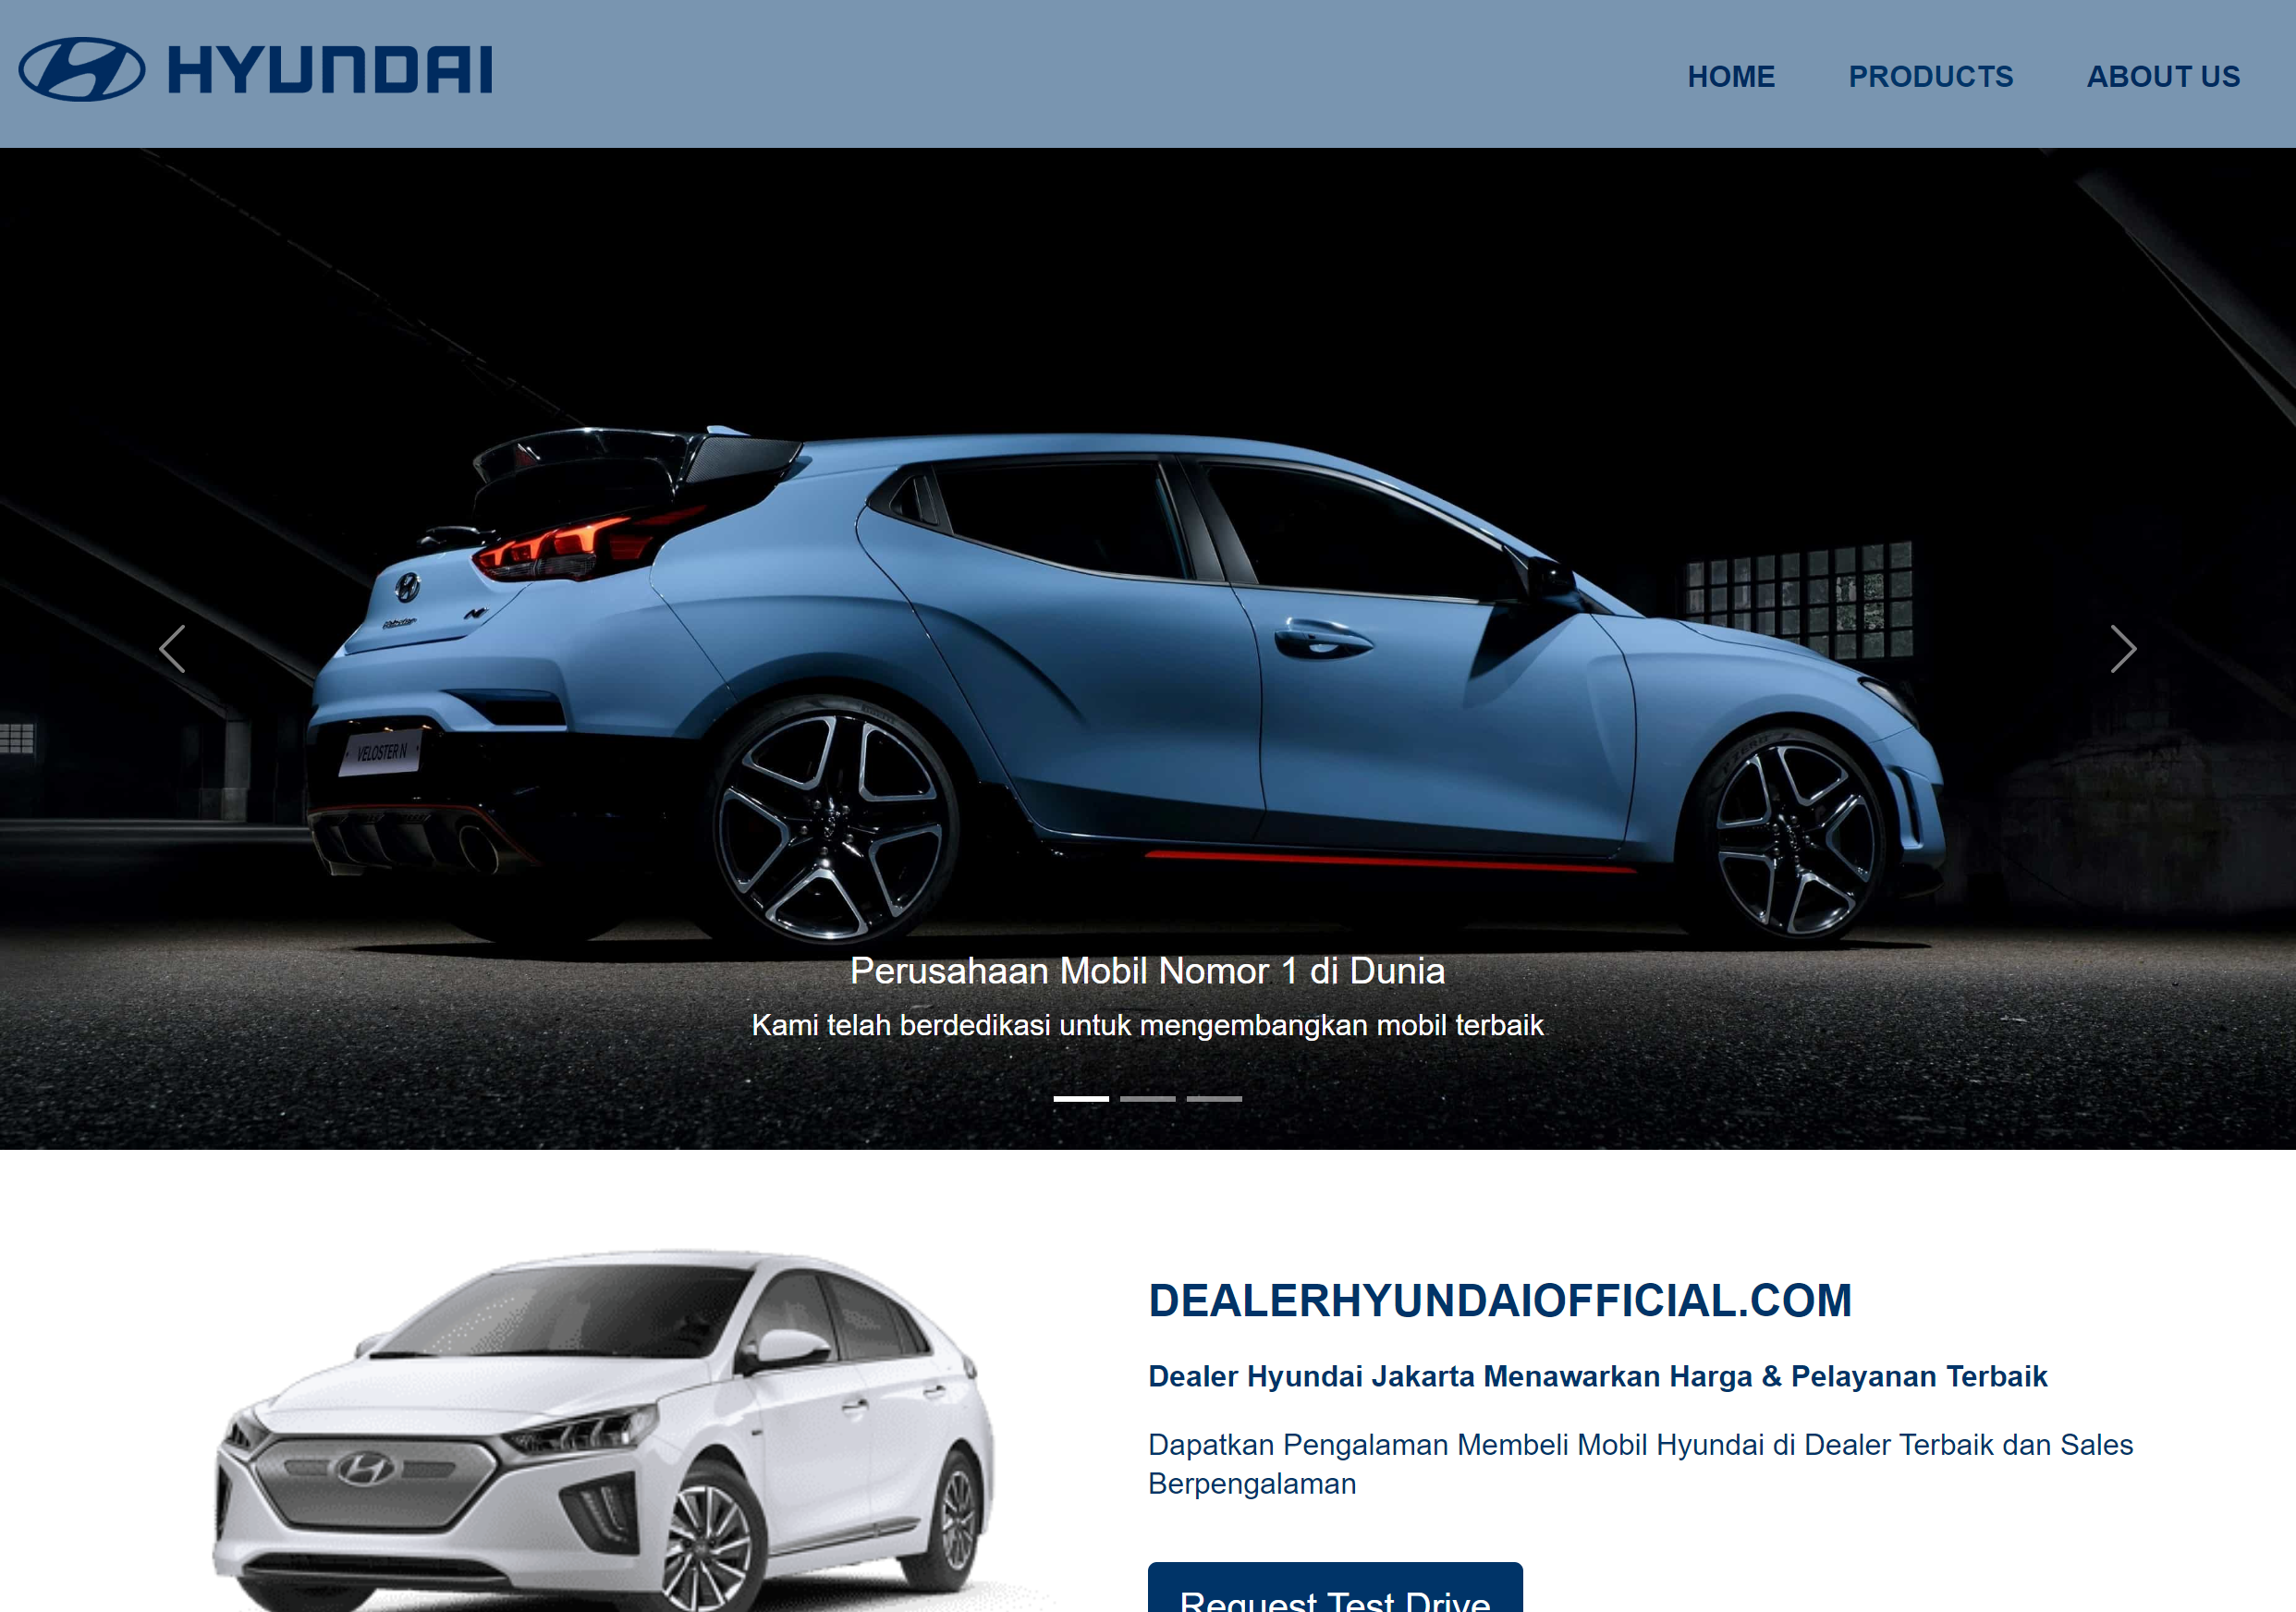 HYUNDAI
HOME PRODUCTS ABOUT US
Veloster N
VELOSTER N
Perusahaan Mobil Nomor 1 di Dunia
Kami telah berdedikasi untuk mengembangkan mobil terbaik
DEALERHYUNDAIOFFICIAL.COM
Dealer Hyundai Jakarta Menawarkan Harga & Pelayanan Terbaik
Dapatkan Pengalaman Membeli Mobil Hyundai di Dealer Terbaik dan Sales
Berpengalaman
Request Test Drive